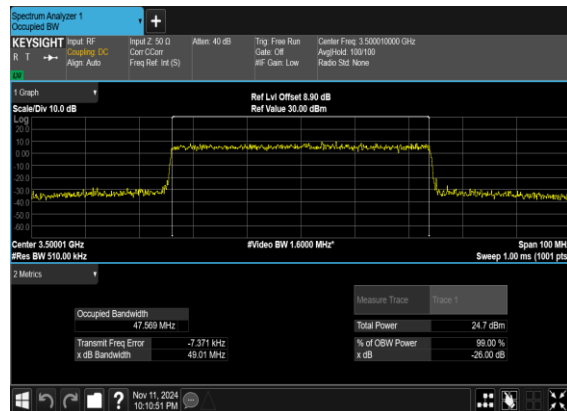 Spectrum Analyzer 1
Occupied BW
KEYSIGHT Input: RF Input Z: 50 Ω Atten: 40 dB Trig: Free Run Center Freq: 3.500010000 GHz
R T Coupling: DC Corr CCorr Gate: Off Avg|Hold: 100/100
Align: Auto Freq Ref: Int (S) #IF Gain: Low Radio Std: None
1 Graph
Ref Lvl Offset 8.90 dB
Scale/Div 10.0 dB Ref Value 30.00 dBm
Log
20.0
10.0
0.00
-10.0
-20.0
-30.0
-40.0
-50.0
-60.0
Center 3.50001 GHz #Video BW 1.6000 MHz* Span 100 MH
#Res BW 510.00 kHz Sweep 1.00 ms (1001 pts
2 Metrics
Measure Trace Trace 1
Occupied Bandwidth
47.569 MHz Total Power 24.7 dBm
Transmit Freq Error -7.371 kHz % of OBW Power 99.00 %
x dB Bandwidth 49.01 MHz x dB -26.00 dB
? Nov 11, 2024
10:10:51 PM